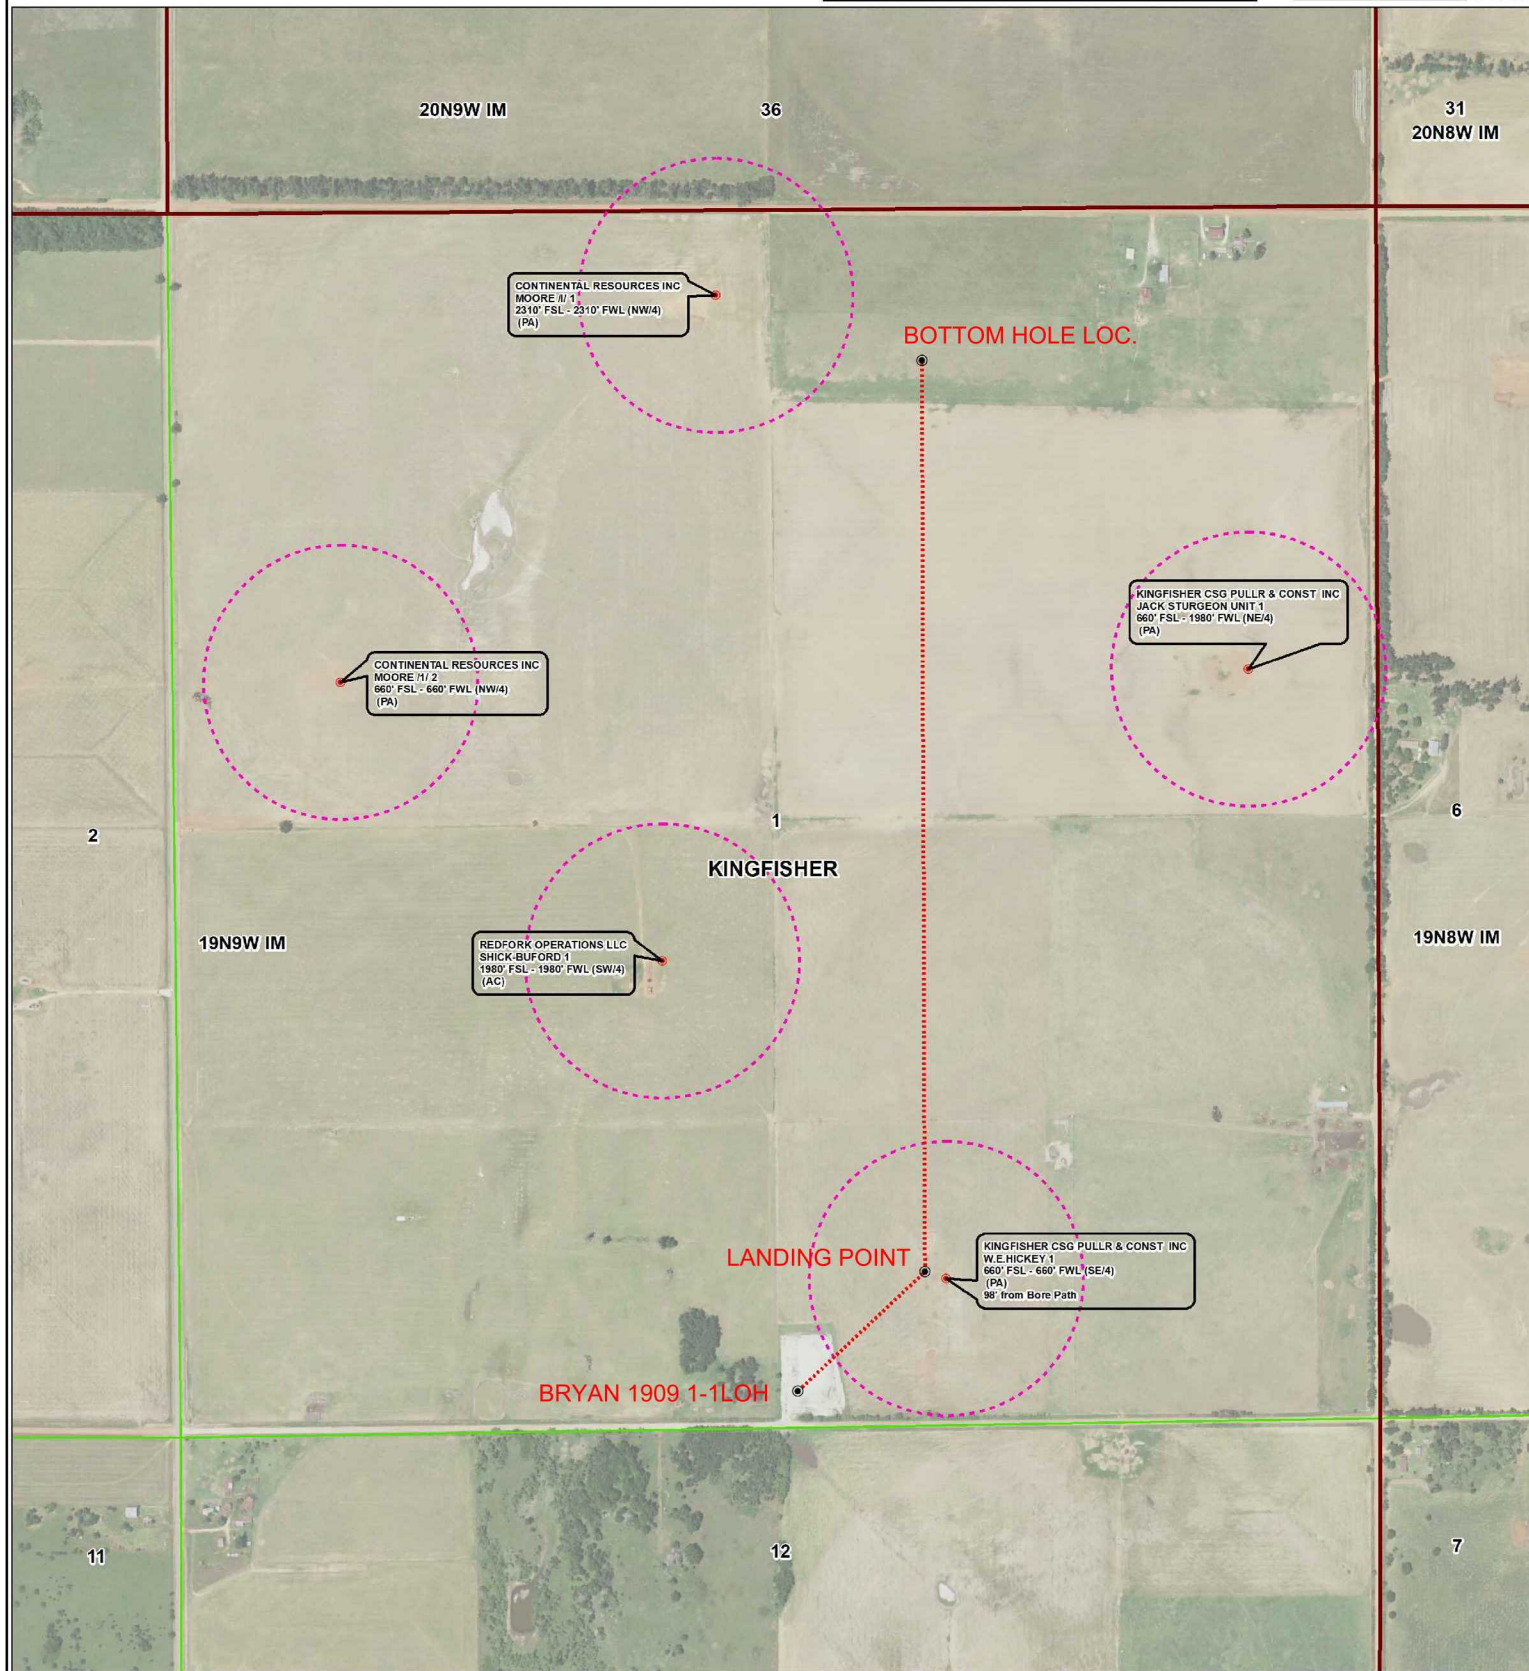 20N9W IM
36
31
20N8W IM
CONTINENTAL RESOURCES INC
MOORE /I/ 1
2310' FSL - 2310' FWL (NW/4)
(PA)
BOTTOM HOLE LOC.
KINGFISHER CSG PULLR & CONST INC
JACK STURGEON UNIT 1
660' FSL - 1980' FWL (NE/4)
(PA)
CONTINENTAL RESOURCES INC
MOORE /1/ 2
660' FSL - 660' FWL (NW/4)
(PA)
2
1
6
KINGFISHER
19N9W IM
REDFORK OPERATIONS LLC
SHICK-BUFORD 1
1980' FSL - 1980' FWL (SW/4)
(AC)
19N8W IM
LANDING POINT
KINGFISHER CSG PULLR & CONST INC
W.E.HICKEY 1
660' FSL - 660' FWL (SE/4)
(PA)
98' from Bore Path
BRYAN 1909 1-1LOH
11
12
7